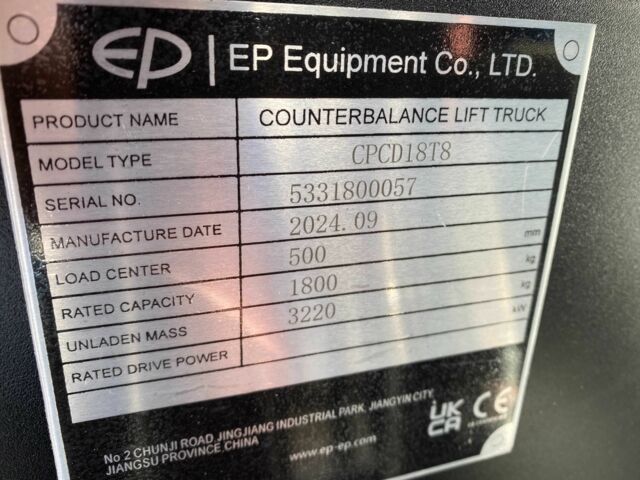 EP | EP Equipment Co., LTD.
PRODUCT NAME COUNTERBALANCE LIFT TRUCK
MODEL TYPE CPCD18T8
SERIAL NO. 5331800057
MANUFACTURE DATE 2024.09
LOAD CENTER 500 mm
RATED CAPACITY 1800 kg
UNLADEN MASS 3220 kg
RATED DRIVE POWER kW
No 2 CHUNJI ROAD,JINGJIANG INDUSTRIAL PARK, JIANGYIN CITY,
JIANGSU PROVINCE,CHINA www.ep-ep.com
UK
CA CE